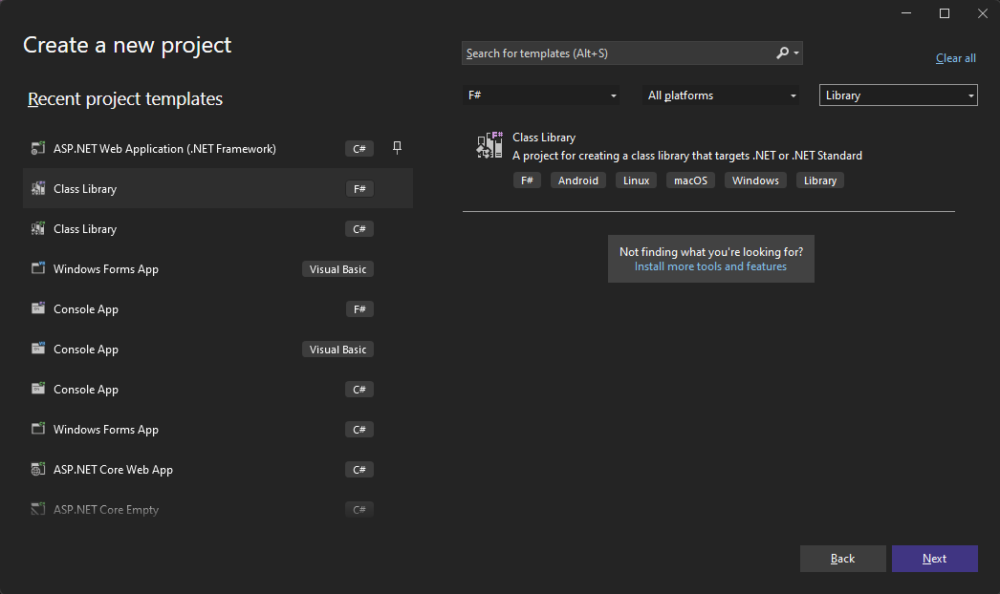 Create a new project
Search for templates (Alt+S)
Clear all
Recent project templates
F#
All platforms
Library
ASP.NET Web Application (.NET Framework)
C#
Class Library
F#
Class Library
C#
Windows Forms App
Visual Basic
Console App
F#
Console App
Visual Basic
Console App
C#
Windows Forms App
C#
ASP.NET Core Web App
C#
ASP.NET Core Empty
C#
F#
Class Library
A project for creating a class library that targets .NET or .NET Standard
F# Android Linux macOS Windows Library
Not finding what you're looking for?
Install more tools and features
Back
Next